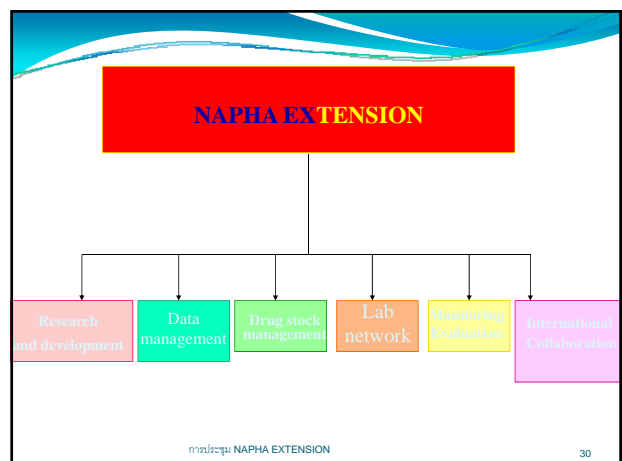 NAPHA EXTENSION
Research
and development
Data
management
Drug stock
management
Lab
network
Monitoring
Evaluation
International
Collaboration
การประชุม NAPHA EXTENSION
30